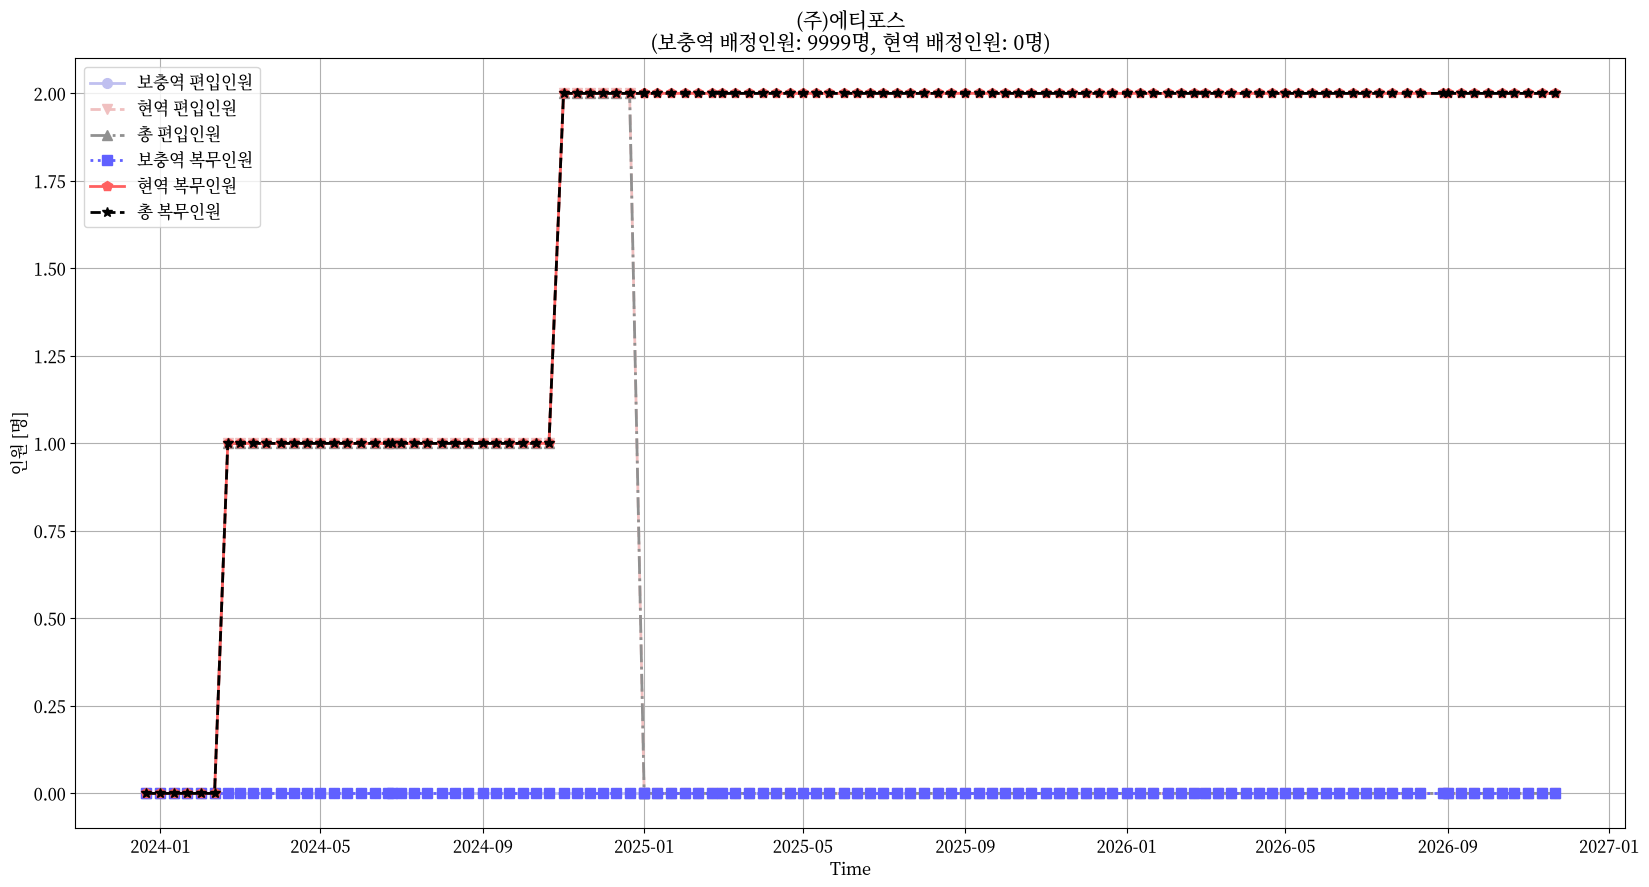 (주)에티포스
(보충역 배정인원: 9999명, 현역 배정인원: 0명)
보충역 편입인원
현역 편입인원
총 편입인원
보충역 복무인원
현역 복무인원
총 복무인원
2.00
1.75
1.50
1.25
1.00
0.75
0.50
0.25
0.00
인원 [명]
2024-01 2024-05 2024-09 2025-01 2025-05 2025-09 2026-01 2026-05 2026-09 2027-01
Time